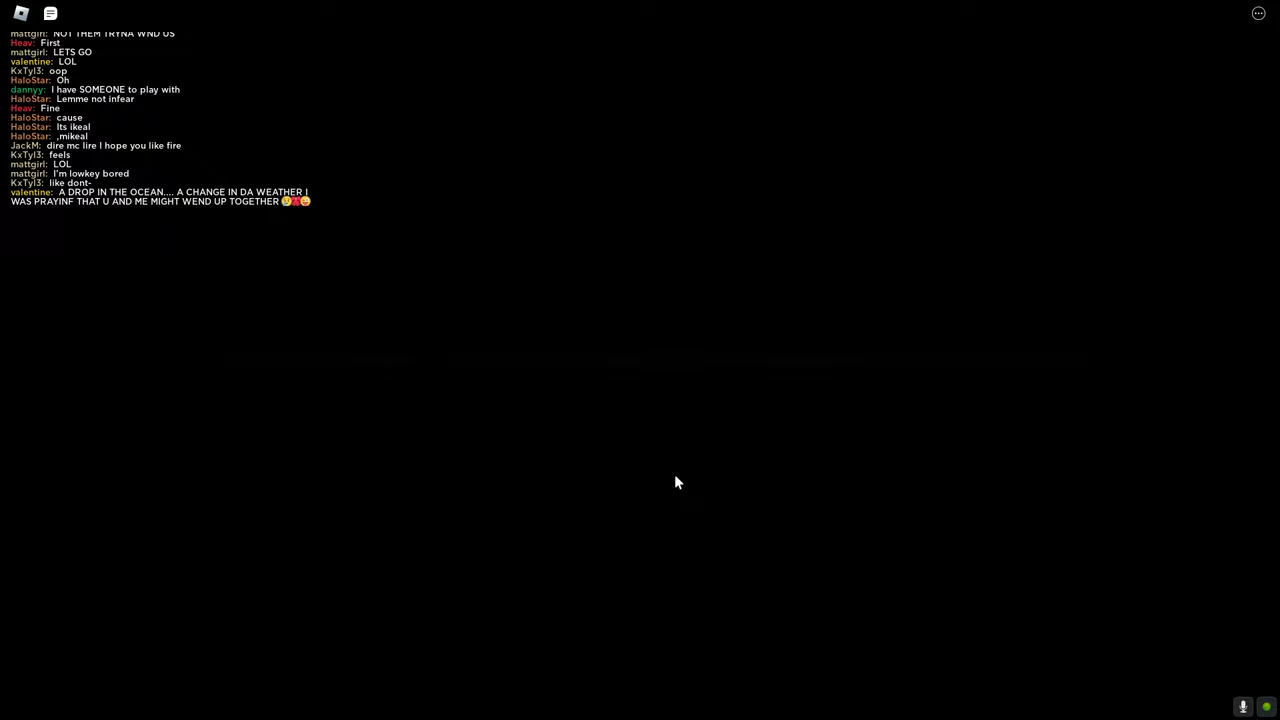 mattgirl: NOT THEM TRYNA WND US
Heav: First
mattgirl: LETS GO
valentine: LOL
KxTyl3: oop
HaloStar: Oh
dannyy: I have SOMEONE to play with
HaloStar: Lemme not infear
Heav: Fine
HaloStar: cause
HaloStar: Its ikeal
HaloStar: ,mikeal
JackM: dire mc lire I hope you like fire
KxTyl3: feels
mattgirl: LOL
mattgirl: I'm lowkey bored
KxTyl3: like dont-
valentine: A DROP IN THE OCEAN.... A CHANGE IN DA WEATHER I
WAS PRAYINF THAT U AND ME MIGHT WEND UP TOGETHER